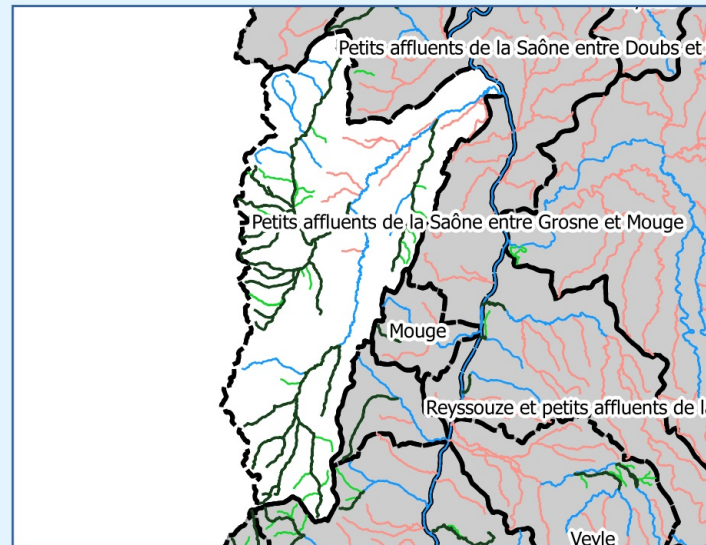 Petits affluents de la Saône entre Doubs et
Petits affluents de la Saône entre Grosne et Mouge
Mouge
Reyssouze et petits affluents de la
Veyle